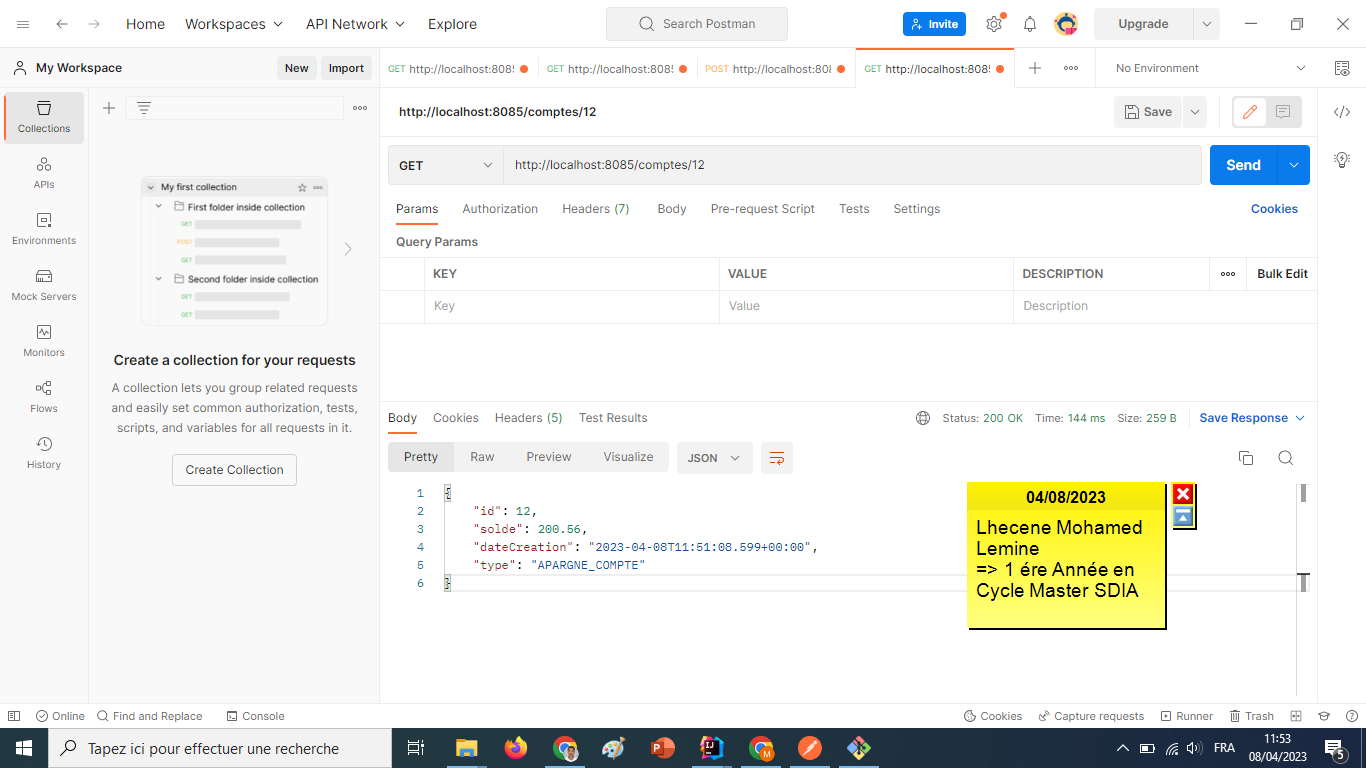 Home Workspaces API Network Explore Search Postman Invite Upgrade
My Workspace New Import GET http://localhost:8085 GET http://localhost:8085 POST http://localhost:808 GET http://localhost:8085 No Environment
http://localhost:8085/comptes/12 Save
Collections
APIs
Environments
Mock Servers
Monitors
Flows
History
My first collection
First folder inside collection
GET
POST
GET
Second folder inside collection
GET
GET
Create a collection for your requests
A collection lets you group related requests
and easily set common authorization, tests,
scripts, and variables for all requests in it.
Create Collection
GET http://localhost:8085/comptes/12 Send
Params Authorization Headers (7) Body Pre-request Script Tests Settings Cookies
Query Params
KEY VALUE DESCRIPTION Bulk Edit
Key Value Description
Body Cookies Headers (5) Test Results Status: 200 OK Time: 144 ms Size: 259 B Save Response
Pretty Raw Preview Visualize JSON
1 {
2 "id": 12,
3 "solde": 200.56,
4 "dateCreation": "2023-04-08T11:51:08.599+00:00",
5 "type": "APARGNE_COMPTE"
6 }
04/08/2023
Lhecene Mohamed
Lemine
=> 1 ére Année en
Cycle Master SDIA
Online Find and Replace Console Cookies Capture requests Runner Trash
Tapez ici pour effectuer une recherche FRA 11:53
08/04/2023 5